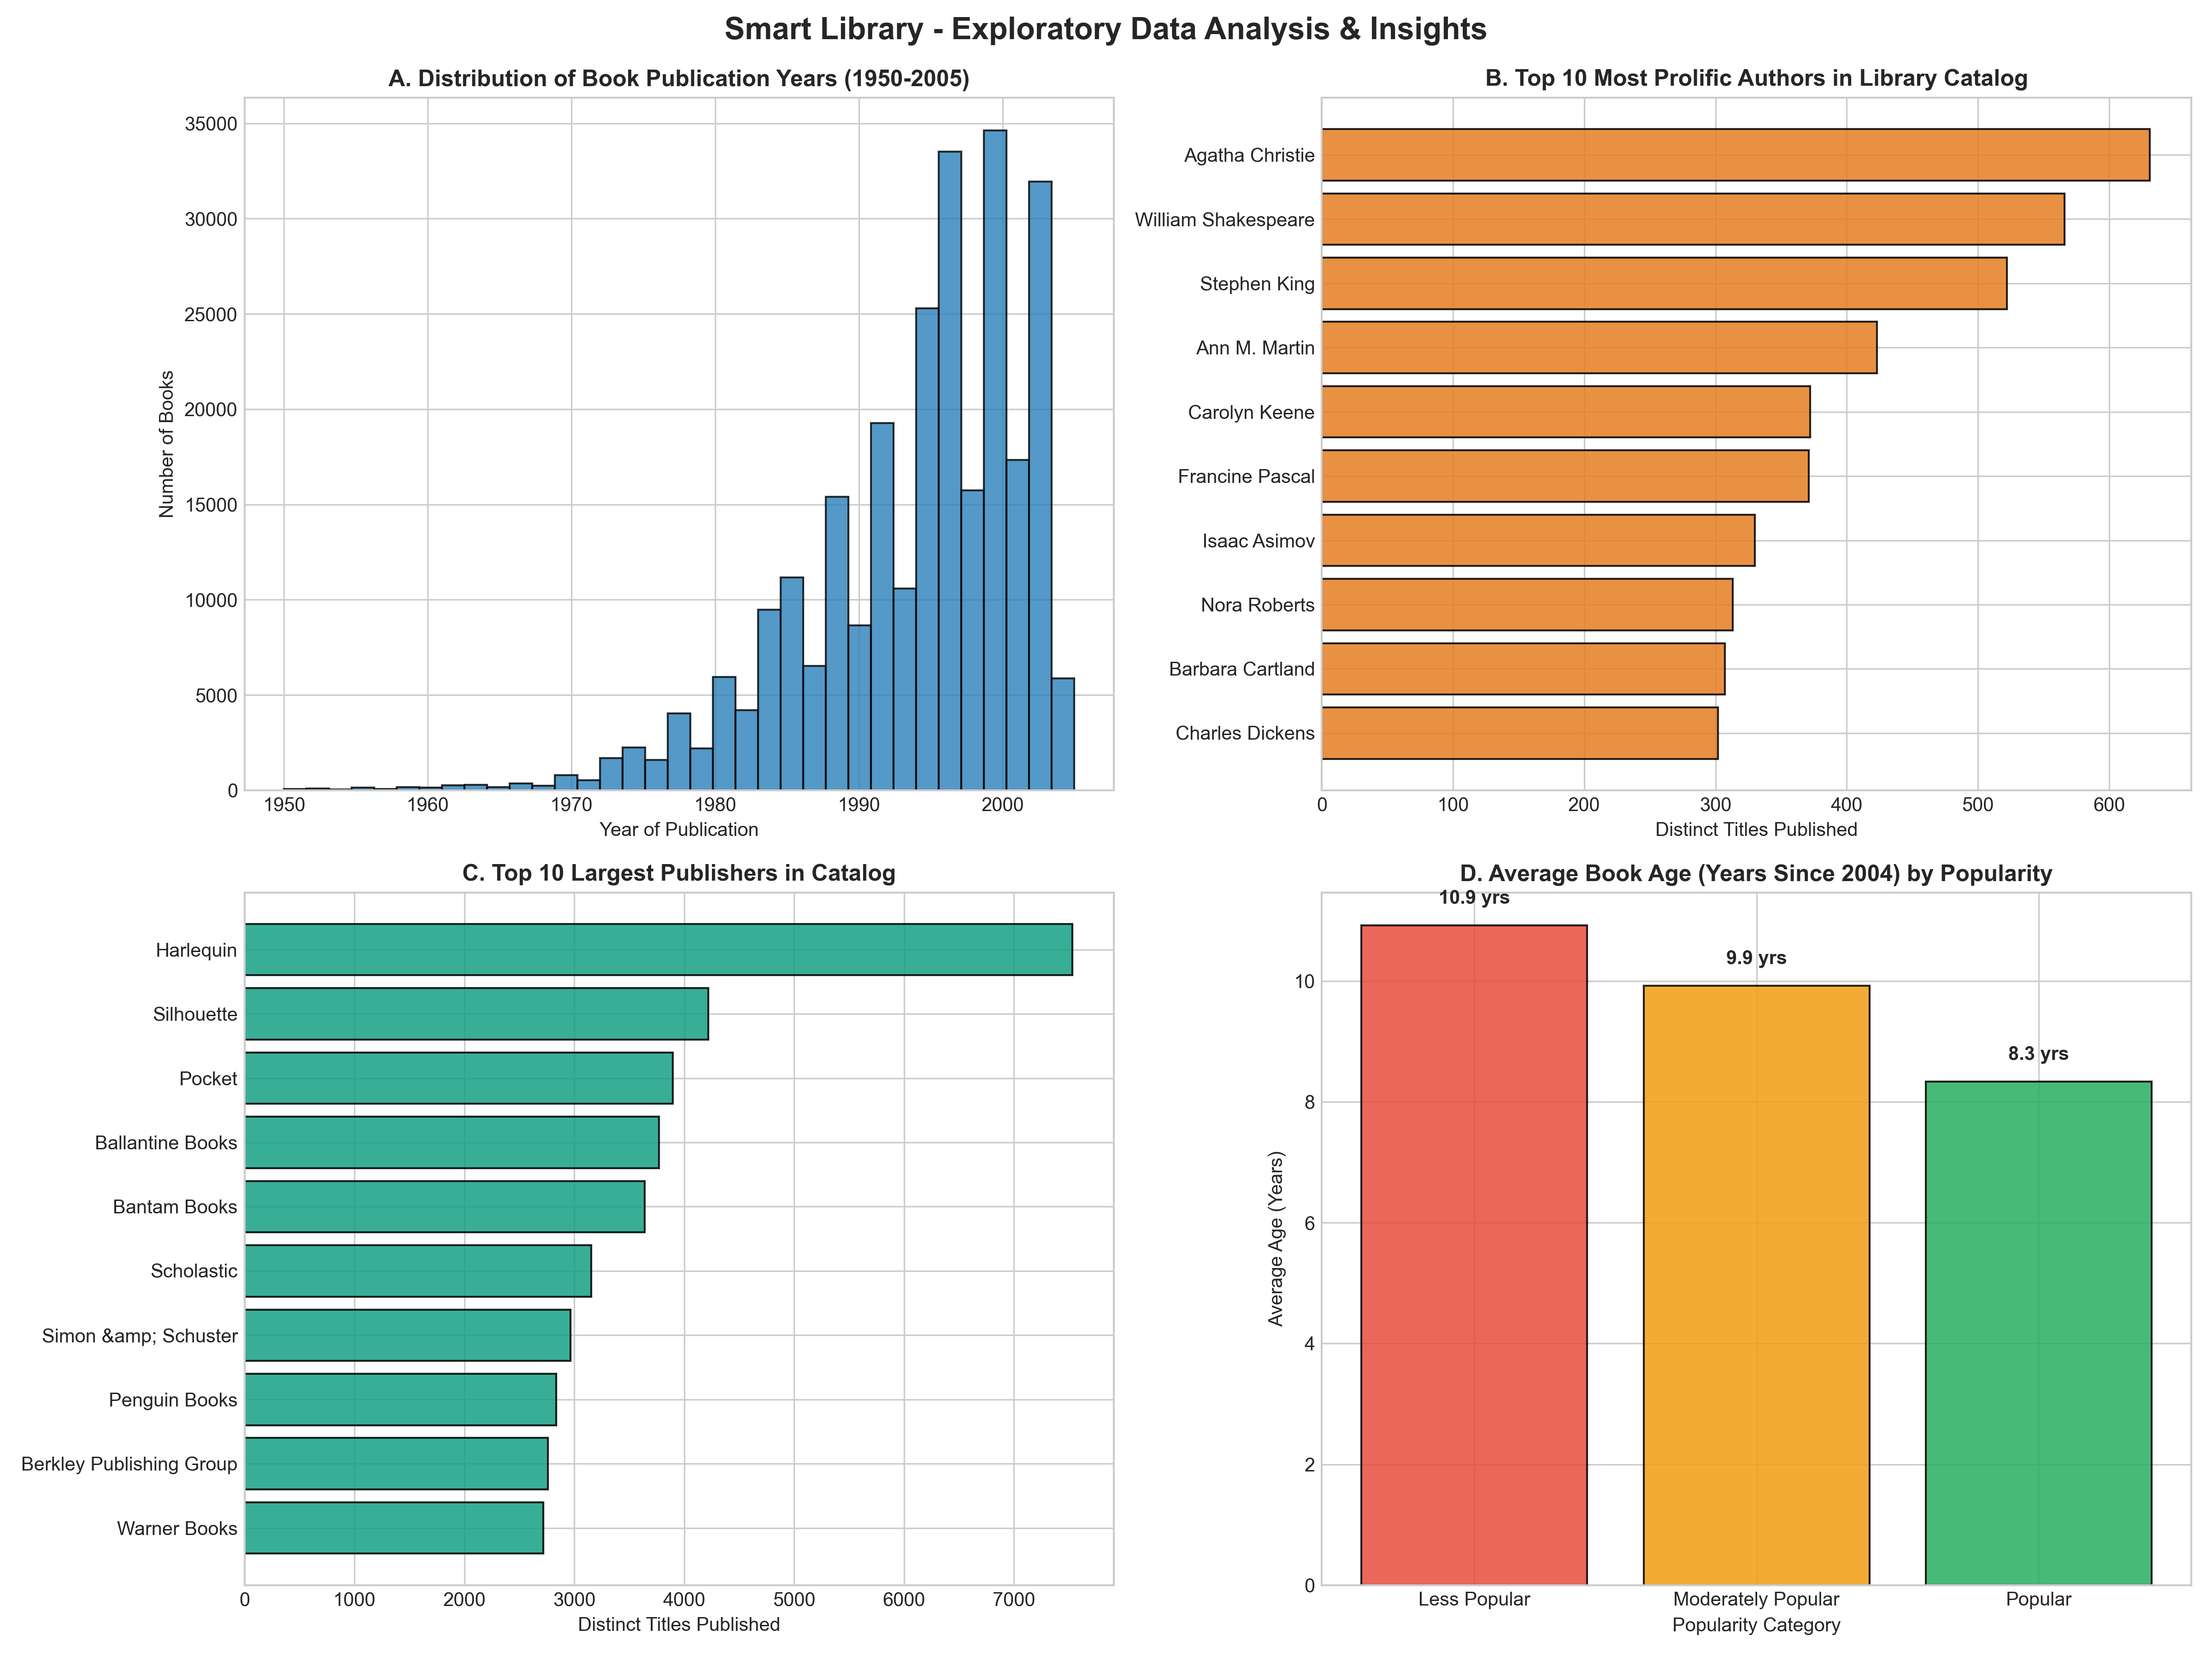 Smart Library - Exploratory Data Analysis & Insights
A. Distribution of Book Publication Years (1950-2005)
35000
30000
25000
20000
15000
10000
5000
0
Number of Books
1950 1960 1970 1980 1990 2000
Year of Publication
B. Top 10 Most Prolific Authors in Library Catalog
Agatha Christie
William Shakespeare
Stephen King
Ann M. Martin
Carolyn Keene
Francine Pascal
Isaac Asimov
Nora Roberts
Barbara Cartland
Charles Dickens
0 100 200 300 400 500 600
Distinct Titles Published
C. Top 10 Largest Publishers in Catalog
Harlequin
Silhouette
Pocket
Ballantine Books
Bantam Books
Scholastic
Simon &amp; Schuster
Penguin Books
Berkley Publishing Group
Warner Books
0 1000 2000 3000 4000 5000 6000 7000
Distinct Titles Published
D. Average Book Age (Years Since 2004) by Popularity
10.9 yrs
9.9 yrs
8.3 yrs
10
8
6
4
2
0
Average Age (Years)
Less Popular Moderately Popular Popular
Popularity Category